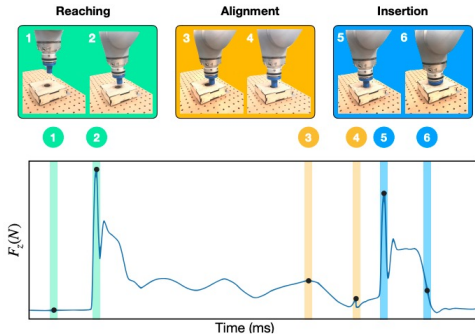 Reaching
Alignment
Insertion
1 2
3 4
5 6
1 2 3 4 5 6
F_z(N)
Time (ms)